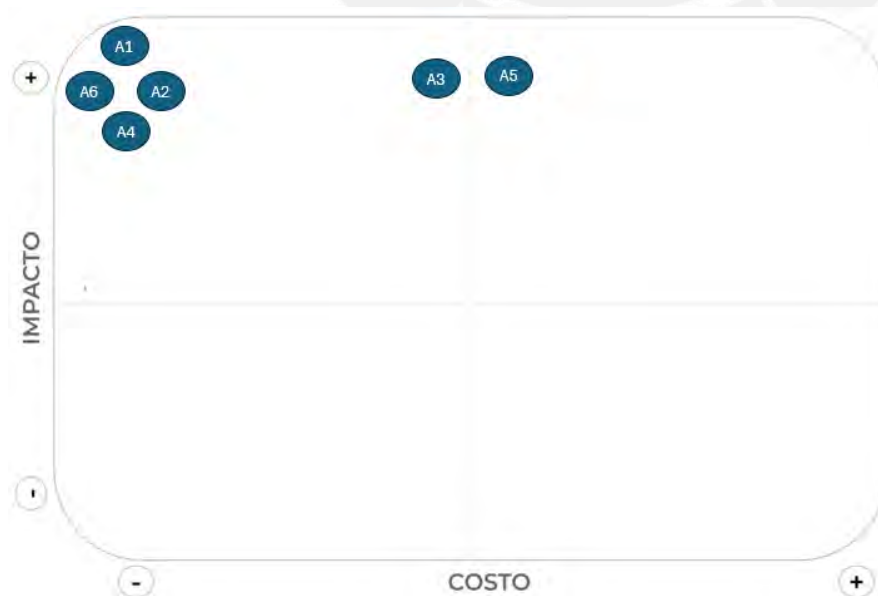 A1
+
A3
A5
A6
A2
A4
IMPACTO
-
-
COSTO
+